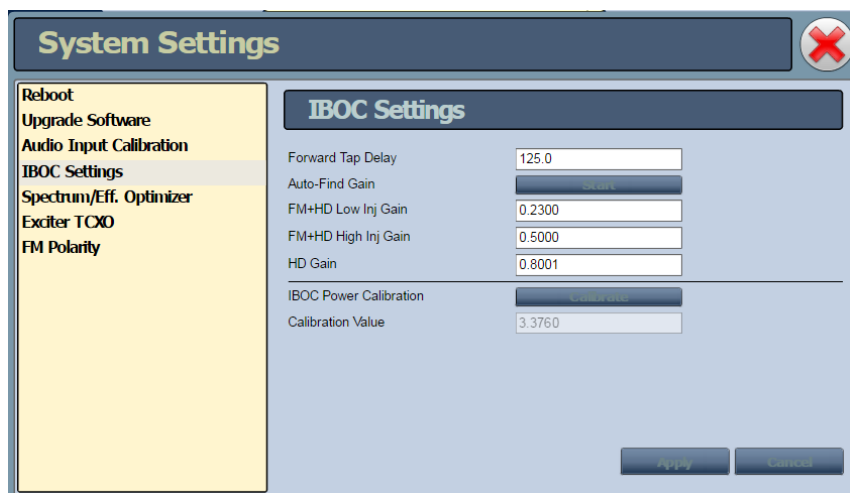 System Settings
Reboot
Upgrade Software
Audio Input Calibration
IBOC Settings
Spectrum/Eff. Optimizer
Exciter TCXO
FM Polarity
IBOC Settings
Forward Tap Delay 125.0
Auto-Find Gain Start
FM+HD Low Inj Gain 0.2300
FM+HD High Inj Gain 0.5000
HD Gain 0.8001
IBOC Power Calibration Calibrate
Calibration Value 3.3760
Apply Cancel